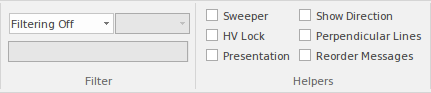 Filtering Off
Sweeper
Show Direction
HV Lock
Perpendicular Lines
Presentation
Reorder Messages
Filter
Helpers